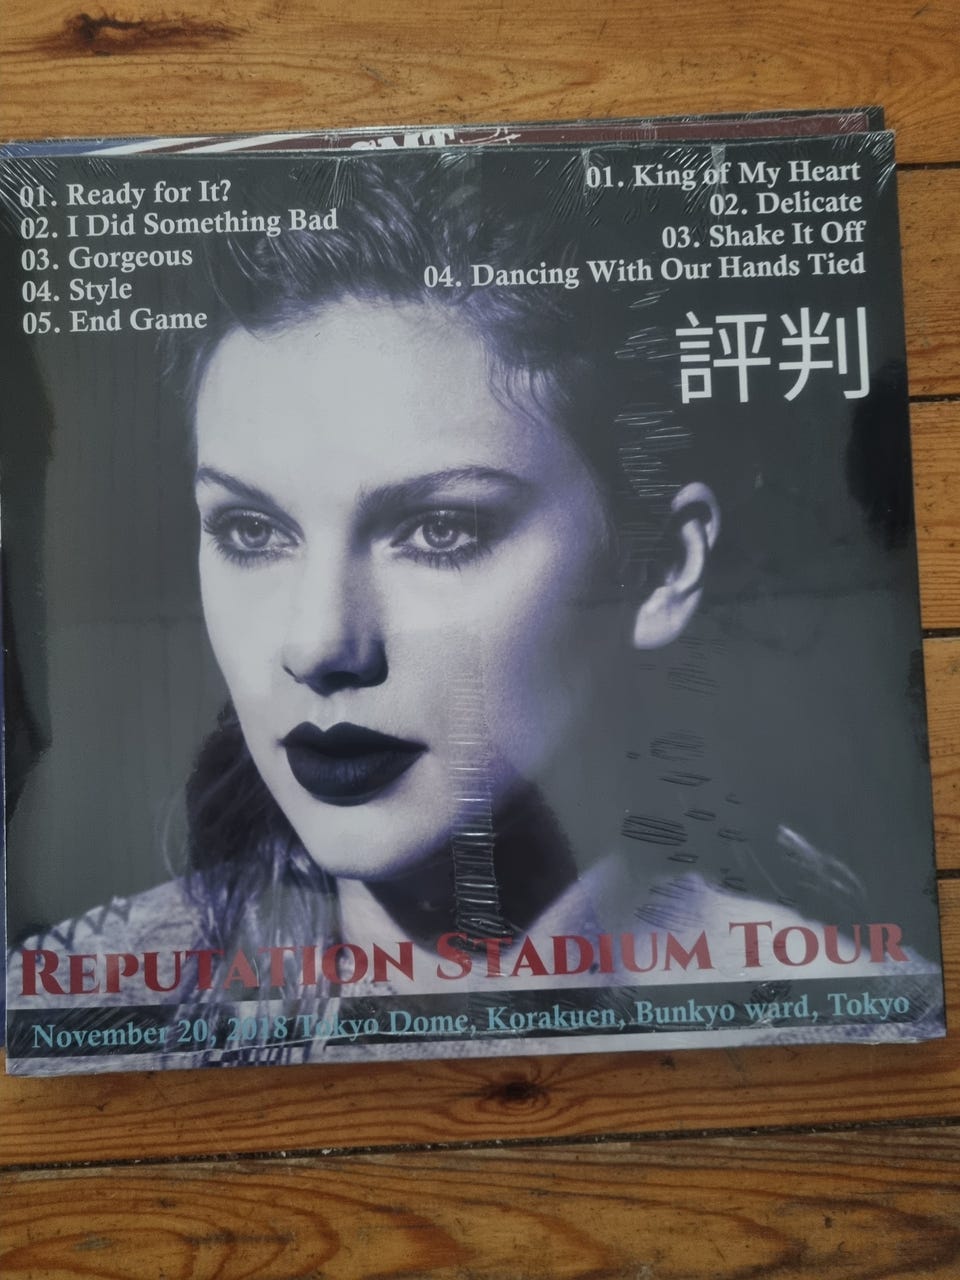 01. Ready for It?
02. I Did Something Bad
03. Gorgeous
04. Style
05. End Game
01. King of My Heart
02. Delicate
03. Shake It Off
04. Dancing With Our Hands Tied
評判
REPUTATION STADIUM TOUR
November 20, 2018 Tokyo Dome, Korakuen, Bunkyo ward, Tokyo